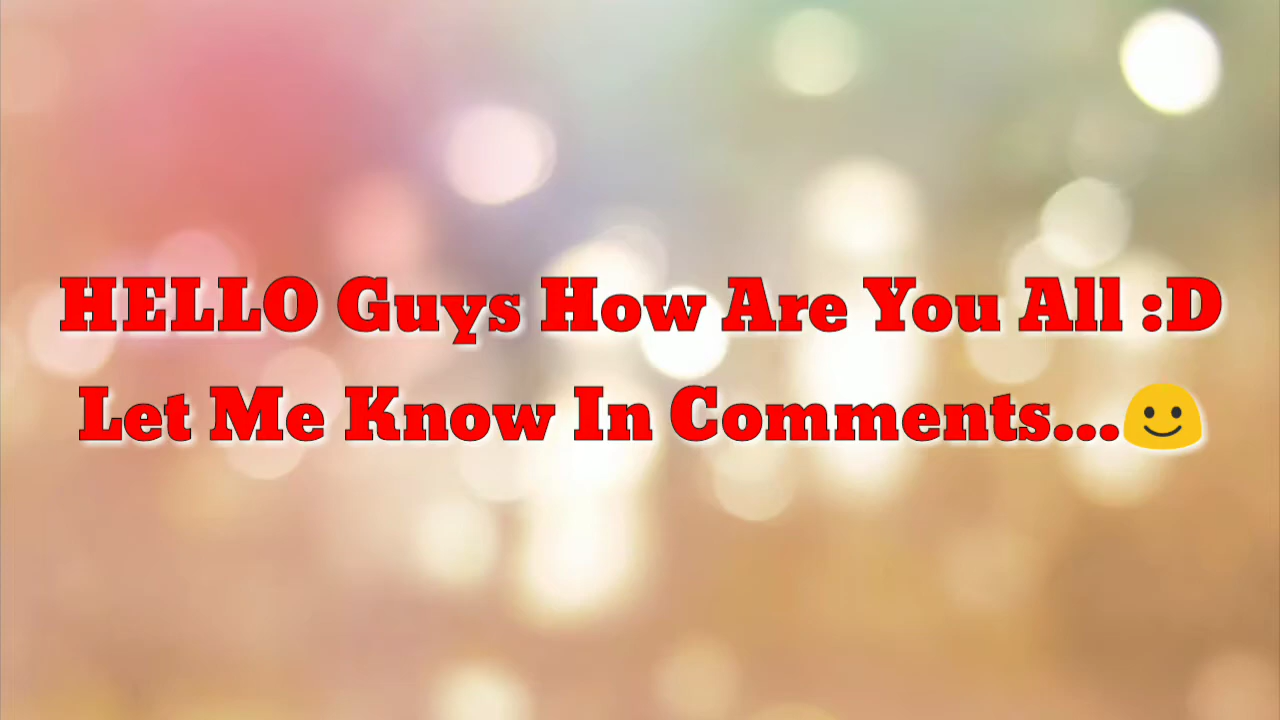 HELLO Guys How Are You All :D
Let Me Know In Comments...🙂